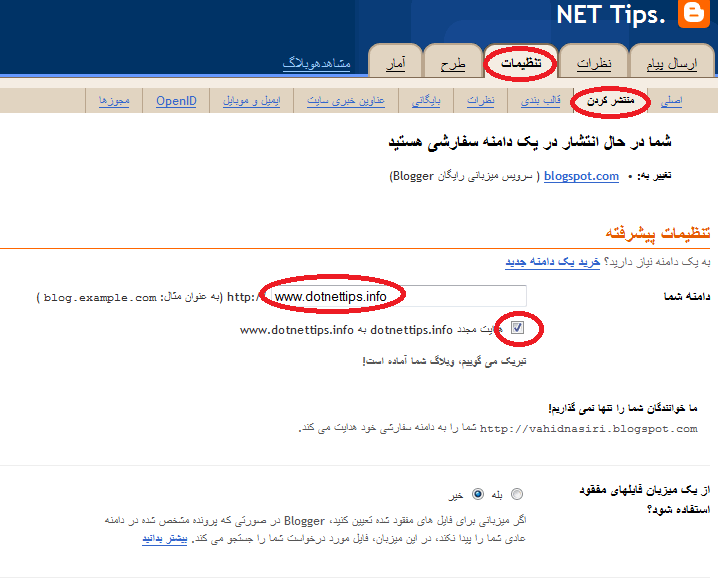 NET Tips.
ارسال پیام نظرات تنظیمات طرح آمار مشاهدهوبلاگ
اصلی منتشر کردن قالب بندی نظرات بایگانی عناوین خبری سایت ایمیل و موبایل OpenID مجوزها
شما در حال انتشار در یک دامنه سفارشی هستید
تغییر به: • blogspot.com ( سرویس میزبانی رایگان Blogger)
تنظیمات پیشرفته
به یک دامنه نیاز دارید؟ خرید یک دامنه جدید
دامنه شما http:// www.dotnettips.info (به عنوان مثال: blog.example.com )
هدایت مجدد dotnettips.info به www.dotnettips.info
تبریک می گوییم، وبلاگ شما آماده است!
ما خوانندگان شما را تنها نمی گذاریم!
http://vahidnasiri.blogspot.com شما را به دامنه سفارشی خود هدایت می کند.
از یک میزبان فایلهای مفقود استفاده شود؟ بله خیر
اگر میزبانی برای فایل های مفقود شده تعیین کنید، Blogger در صورتی که پرونده مشخص شده در دامنه
عادی شما را پیدا نکند، در این میزبان، فایل مورد درخواست شما را جستجو می کند. بیشتر بدانید